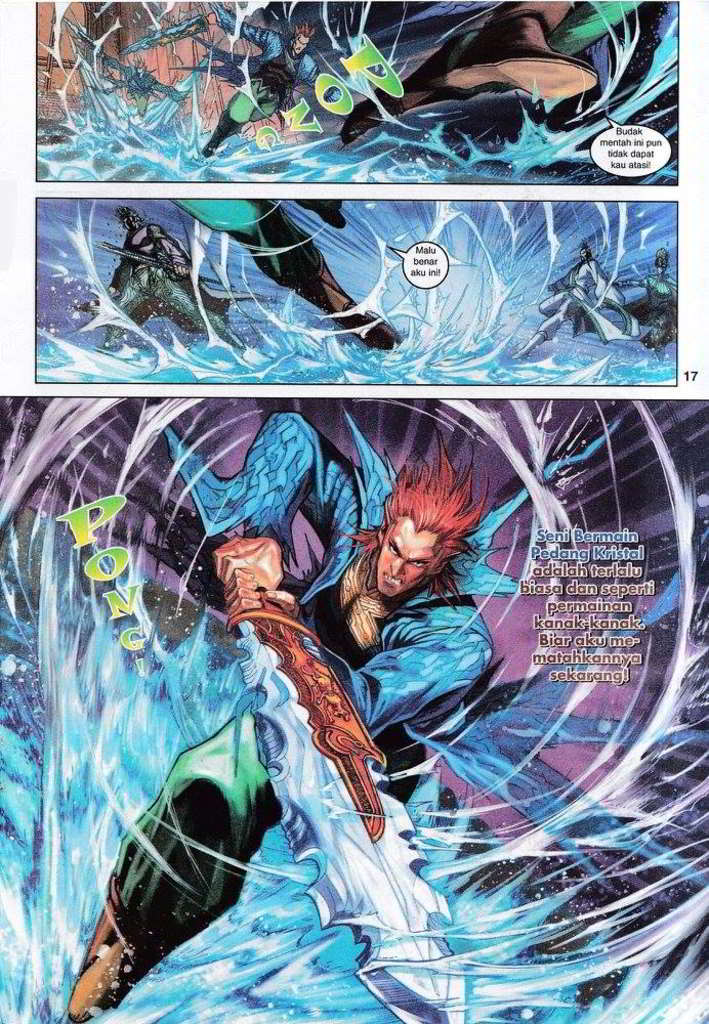 PONG!
Budak
mentah ini pun
tidak dapat
kau atasi!
Malu
benar
aku ini!
17
PONG!
Seni Bermain
Pedang Kristal
adalah terlalu
biasa dan seperti
permainan
kanak-kanak.
Biar aku me-
matahkannya
sekarang!